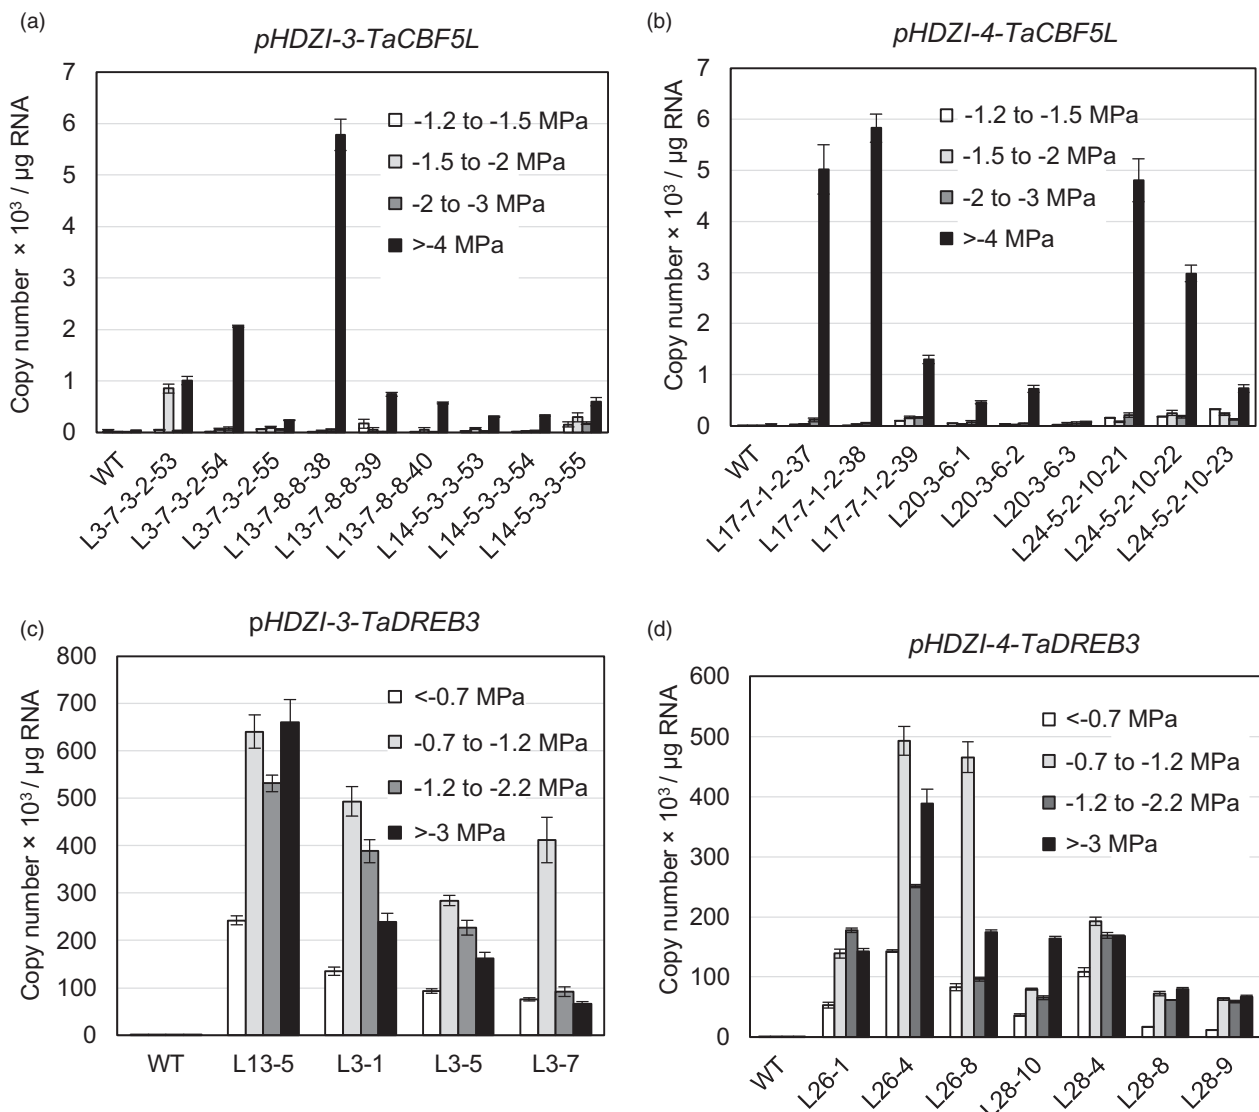 (a)
pHDZI-3-TaCBF5L
Copy number × 10³ / µg RNA
7
6
5
4
3
2
1
0
-1.2 to -1.5 MPa
-1.5 to -2 MPa
-2 to -3 MPa
>-4 MPa
WT
L3-7-3-2-53
L3-7-3-2-54
L3-7-3-2-55
L13-7-8-8-38
L13-7-8-8-39
L13-7-8-8-40
L14-5-3-3-53
L14-5-3-3-54
L14-5-3-3-55
(b)
pHDZI-4-TaCBF5L
Copy number × 10³ / µg RNA
7
6
5
4
3
2
1
0
-1.2 to -1.5 MPa
-1.5 to -2 MPa
-2 to -3 MPa
>-4 MPa
WT
L17-7-1-2-37
L17-7-1-2-38
L17-7-1-2-39
L20-3-6-1
L20-3-6-2
L20-3-6-3
L24-5-2-10-21
L24-5-2-10-22
L24-5-2-10-23
(c)
pHDZI-3-TaDREB3
Copy number × 10³ / µg RNA
800
700
600
500
400
300
200
100
0
<-0.7 MPa
-0.7 to -1.2 MPa
-1.2 to -2.2 MPa
>-3 MPa
WT
L13-5
L3-1
L3-5
L3-7
(d)
pHDZI-4-TaDREB3
Copy number × 10³ / µg RNA
600
500
400
300
200
100
0
<-0.7 MPa
-0.7 to -1.2 MPa
-1.2 to -2.2 MPa
>-3 MPa
WT
L26-1
L26-4
L26-8
L28-10
L28-4
L28-8
L28-9